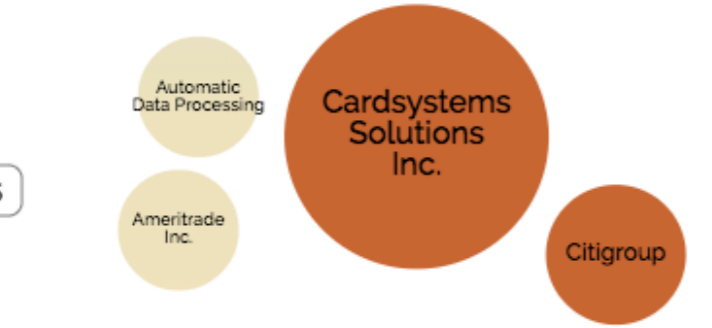 Automatic
Data Processing
Cardsystems
Solutions
Inc.
Ameritrade
Inc.
Citigroup